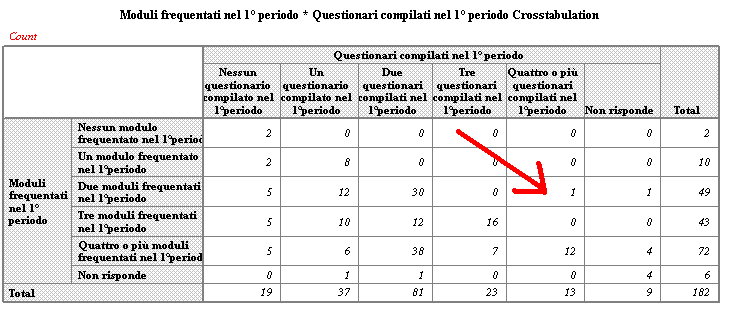 Moduli frequentati nel 1° periodo * Questionari compilati nel 1° periodo Crosstabulation
Count
Questionari compilati nel 1° periodo
Nessun questionario compilato nel 1°periodo Un questionario compilato nel 1°periodo Due questionari compilati nel 1°periodo Tre questionari compilati nel 1°periodo Quattro o più questionari compilati nel 1°periodo Non risponde Total
Moduli frequentati nel 1° periodo
Nessun modulo frequentato nel 1°period 2 0 0 0 0 0 2
Un modulo frequentato nel 1°periodo 2 8 0 0 0 0 10
Due moduli frequentati nel 1°periodo 5 12 30 0 1 1 49
Tre moduli frequentati nel 1°periodo 5 10 12 16 0 0 43
Quattro o più moduli frequentati nel 1°period 5 6 38 7 12 4 72
Non risponde 0 1 1 0 0 4 6
Total 19 37 81 23 13 9 182